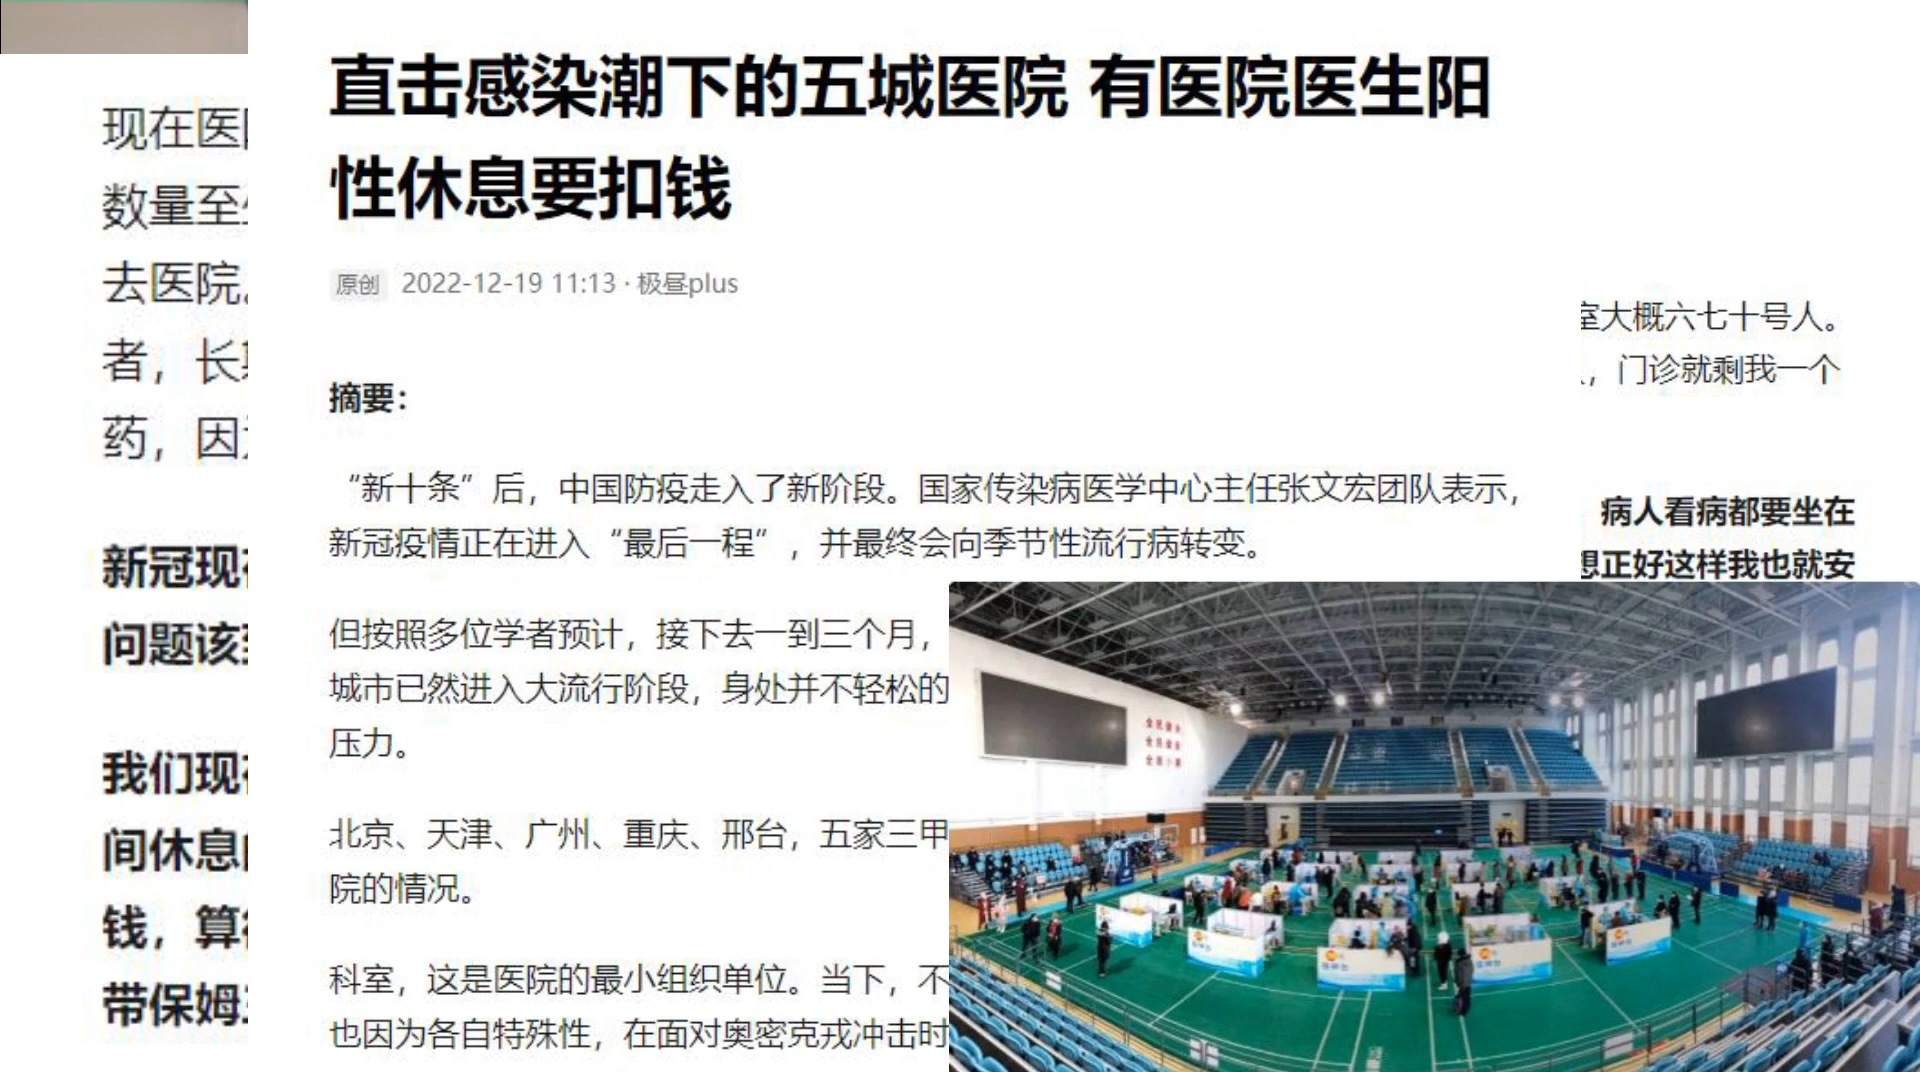 直击感染潮下的五城医院 有医院医生阳
性休息要扣钱
原创 2022-12-19 11:13 · 极昼plus
摘要：
“新十条”后，中国防疫走入了新阶段。国家传染病医学中心主任张文宏团队表示，
新冠疫情正在进入“最后一程”，并最终会向季节性流行病转变。
但按照多位学者预计，接下去一到三个月，
城市已然进入大流行阶段，身处并不轻松的
压力。
北京、天津、广州、重庆、邢台，五家三甲
院的情况。
科室，这是医院的最小组织单位。当下，不
也因为各自特殊性，在面对奥密克戎冲击时
现在医
数量至
去医院
者，长
药，因
新冠现
问题该
我们现
间休息
钱，算
带保姆
室大概六七十号人。
，门诊就剩我一个
病人看病都要坐在
想正好这样我也就安